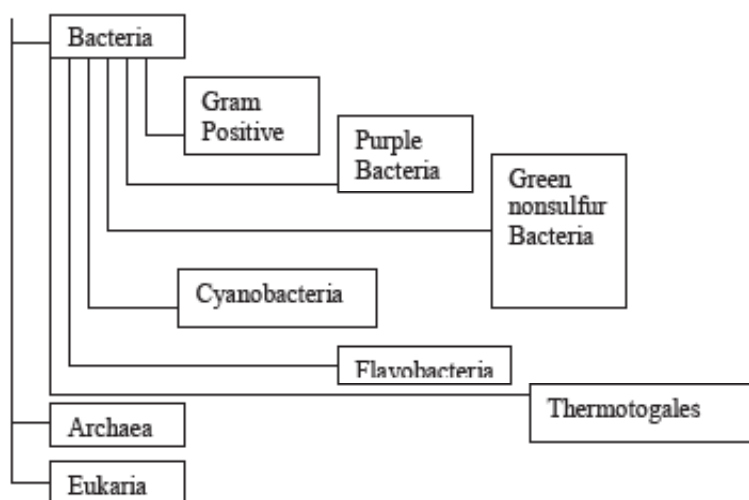 Bacteria
Gram
Positive
Purple
Bacteria
Green
nonsulfur
Bacteria
Cyanobacteria
Flavobacteria
Thermotogales
Archaea
Eukaria